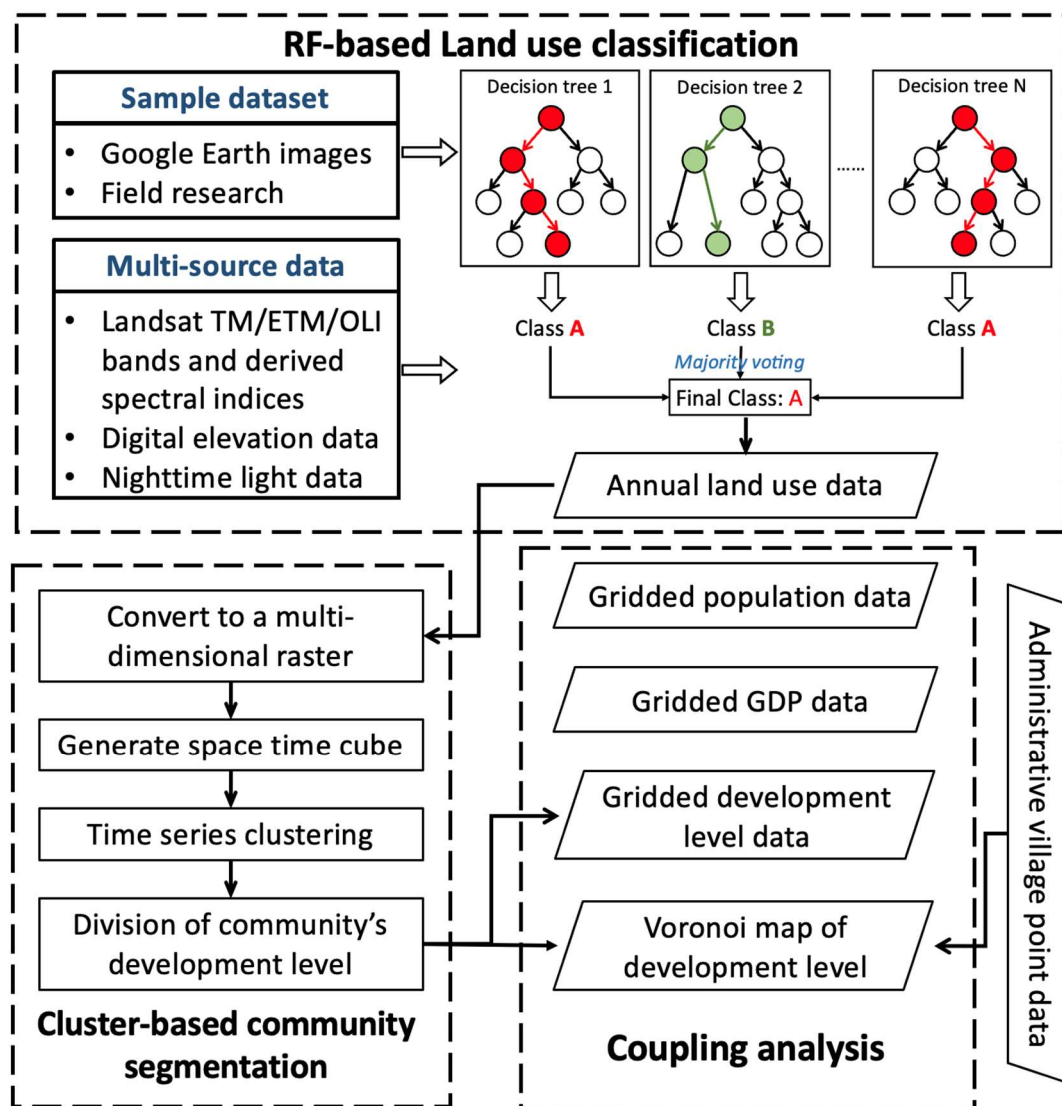 RF-based Land use classification
Sample dataset
• Google Earth images
• Field research
Multi-source data
• Landsat TM/ETM/OLI
bands and derived
spectral indices
• Digital elevation data
• Nighttime light data
Decision tree 1
Decision tree 2
......
Decision tree N
Class A
Class B
Class A
Majority voting
Final Class: A
Annual land use data
Convert to a multi-
dimensional raster
Generate space time cube
Time series clustering
Division of community’s
development level
Cluster-based community
segmentation
Gridded population data
Gridded GDP data
Gridded development
level data
Voronoi map of
development level
Coupling analysis
Administrative village point data